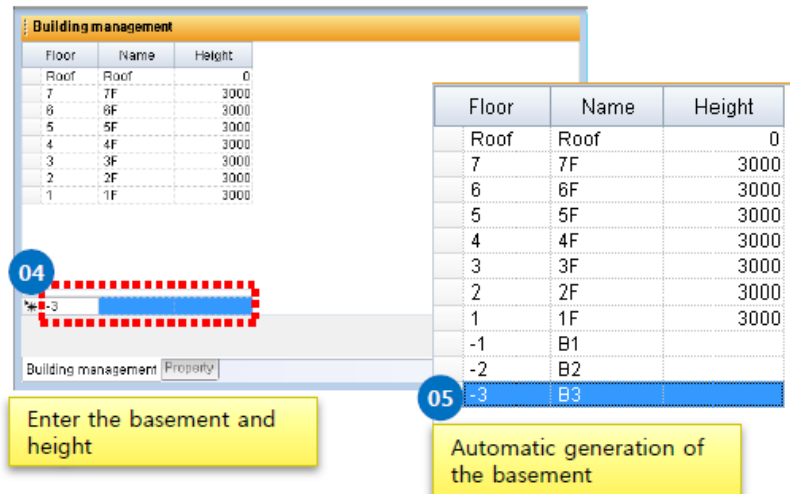 Building management
Floor Name Height
Roof Roof 0
7 7F 3000
6 6F 3000
5 5F 3000
4 4F 3000
3 3F 3000
2 2F 3000
1 1F 3000
04
-3
Building management Property
Enter the basement and
height
Floor Name Height
Roof Roof 0
7 7F 3000
6 6F 3000
5 5F 3000
4 4F 3000
3 3F 3000
2 2F 3000
1 1F 3000
-1 B1
-2 B2
05 -3 B3
Automatic generation of
the basement